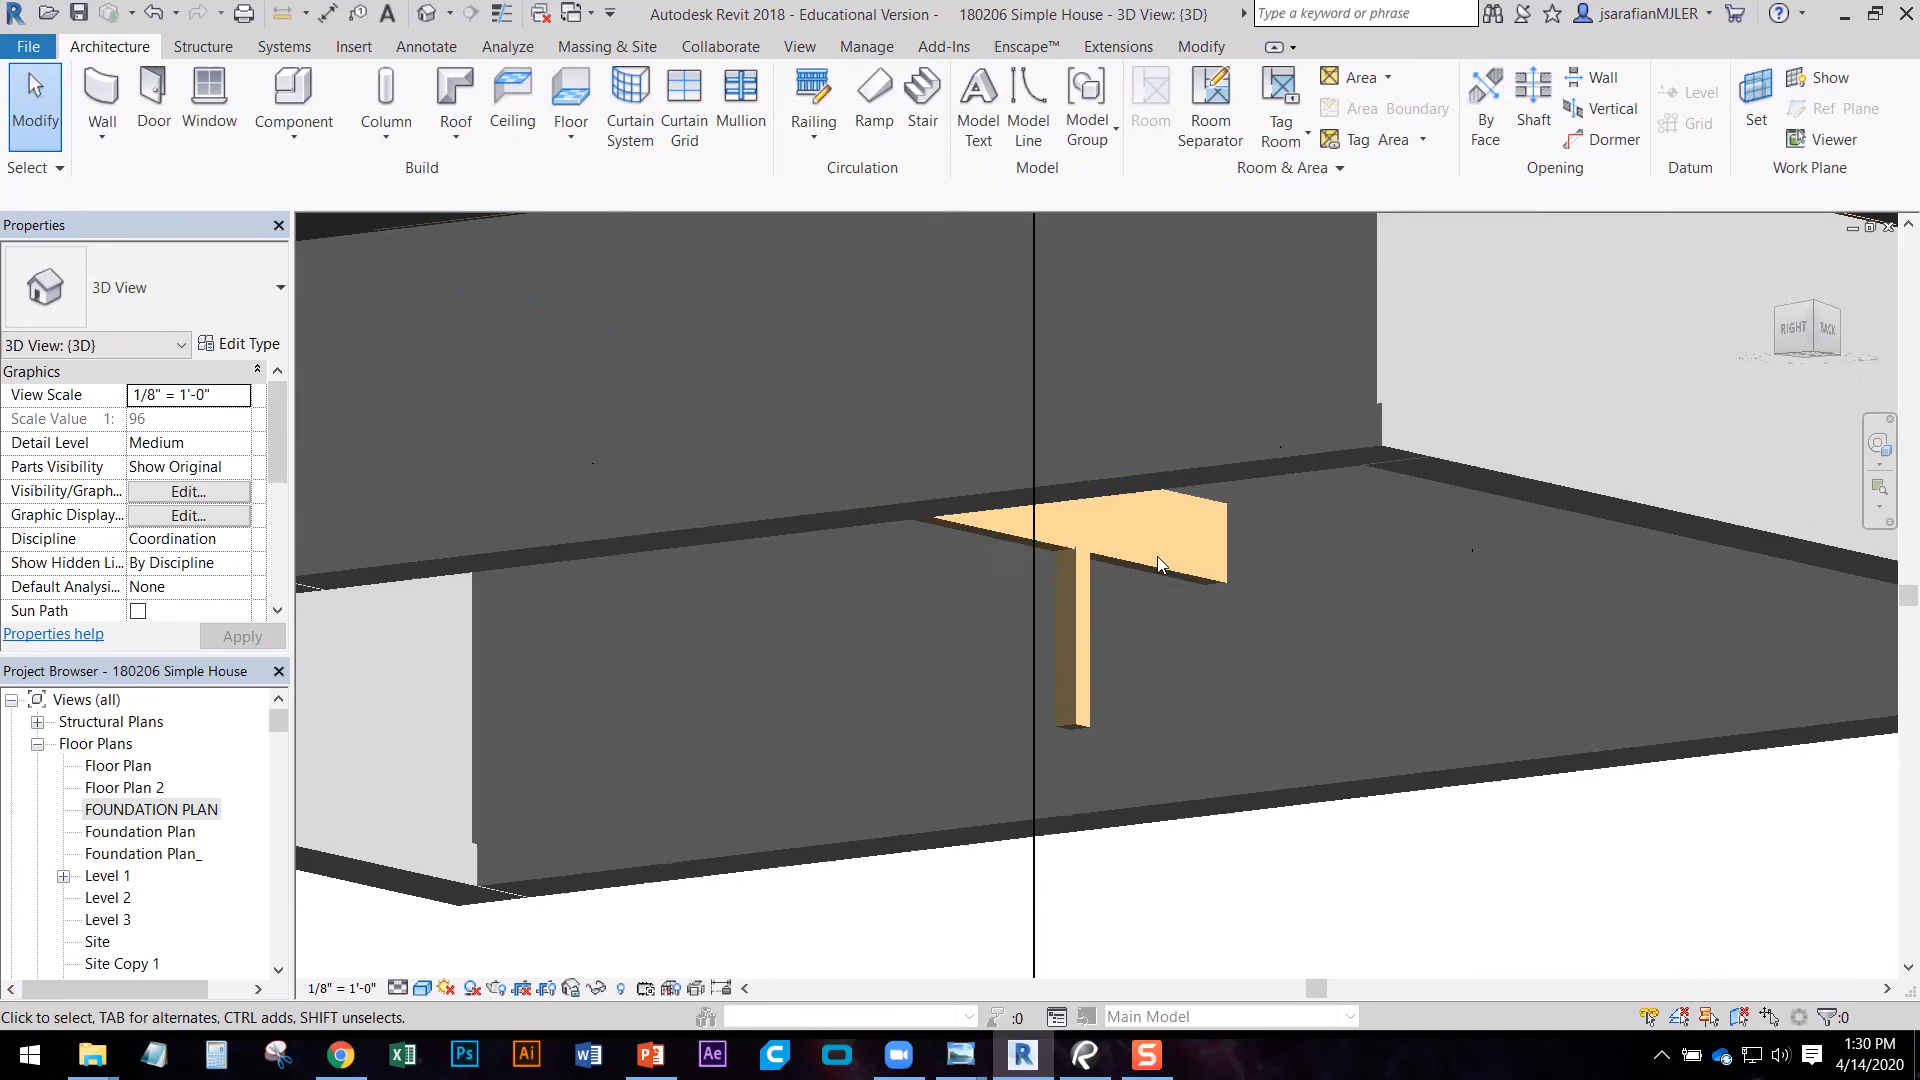 Autodesk Revit 2018 - Educational Version -    180206 Simple House - 3D View: {3D}
Type a keyword or phrase
jsarafianMJLER
File Architecture Structure Systems Insert Annotate Analyze Massing & Site Collaborate View Manage Add-Ins Enscape™ Extensions Modify
Modify
Wall
Door
Window
Component
Column
Roof
Ceiling
Floor
Curtain System
Curtain Grid
Mullion
Railing
Ramp
Stair
Model Text
Model Line
Model Group
Room
Room Separator
Tag Room
Area
Area Boundary
Tag Area
By Face
Shaft
Wall
Vertical
Dormer
Level
Grid
Set
Show
Ref Plane
Viewer
Select
Build
Circulation
Model
Room & Area
Opening
Datum
Work Plane
Properties
3D View
3D View: {3D}
Edit Type
Graphics
View Scale 1/8" = 1'-0"
Scale Value 1: 96
Detail Level Medium
Parts Visibility Show Original
Visibility/Graph... Edit...
Graphic Display... Edit...
Discipline Coordination
Show Hidden Li... By Discipline
Default Analysi... None
Sun Path
Properties help
Apply
Project Browser - 180206 Simple House
Views (all)
Structural Plans
Floor Plans
Floor Plan
Floor Plan 2
FOUNDATION PLAN
Foundation Plan
Foundation Plan_
Level 1
Level 2
Level 3
Site
Site Copy 1
RIGHT
BACK
1/8" = 1'-0"
Click to select, TAB for alternates, CTRL adds, SHIFT unselects.
:0
Main Model
:0
Ps
Ai
Ae
R
S
1:30 PM
4/14/2020